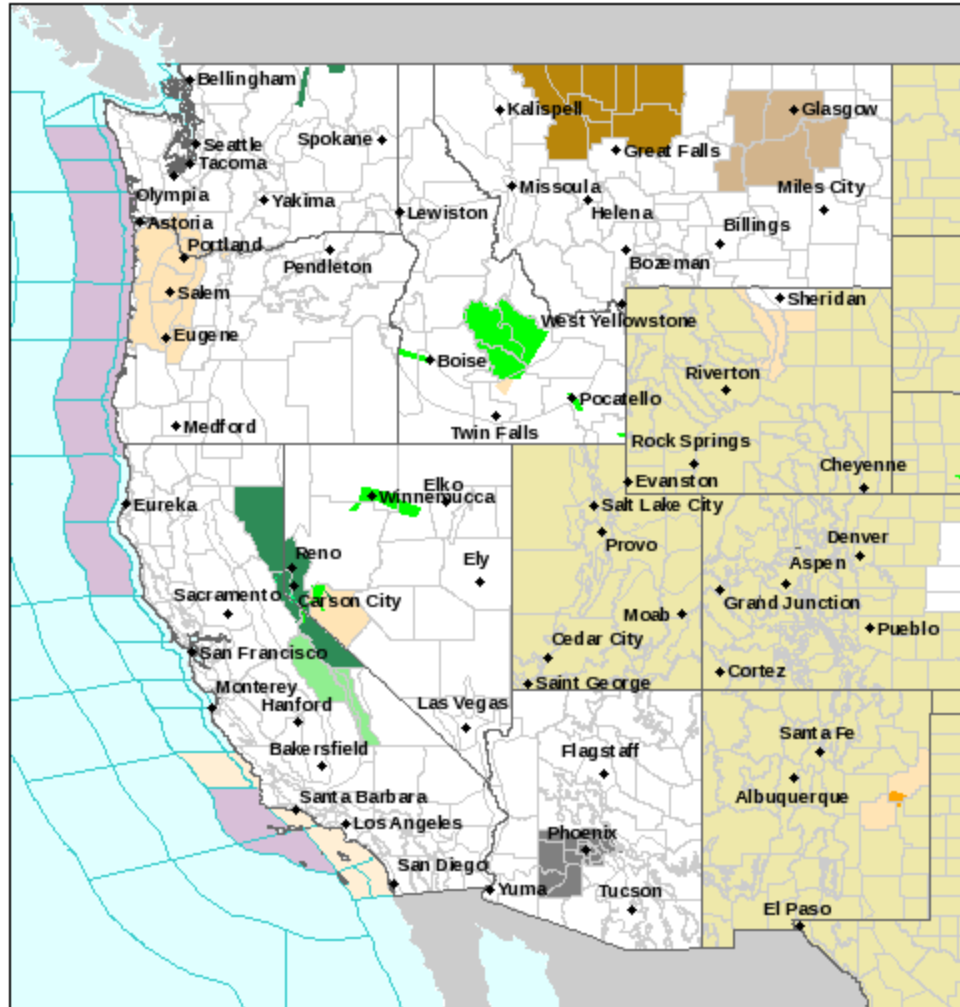 Bellingham
Kalispell
Glasgow
Spokane
Seattle
Great Falls
Tacoma
Missoula
Miles City
Olympia
Yakima
Lewiston
Helena
Astoria
Billings
Portland
Pendleton
Bozeman
Salem
Sheridan
West Yellowstone
Eugene
Boise
Riverton
Pocatello
Medford
Twin Falls
Rock Springs
Cheyenne
Elko
Evanston
Winnemucca
Eureka
Salt Lake City
Denver
Provo
Reno
Ely
Aspen
Sacramento
Carson City
Grand Junction
Moab
Pueblo
Cedar City
San Francisco
Cortez
Saint George
Monterey
Hanford
Las Vegas
Santa Fe
Bakersfield
Flagstaff
Albuquerque
Santa Barbara
Los Angeles
Phoenix
San Diego
Yuma
Tucson
El Paso